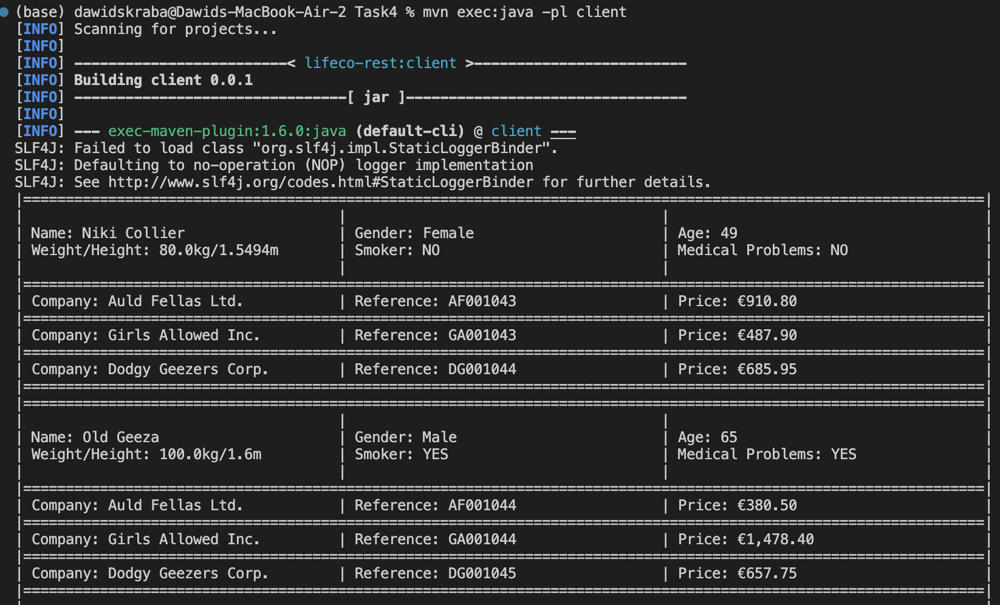 (base) dawidskraba@Dawids-MacBook-Air-2 Task4 % mvn exec:java -pl client
[INFO] Scanning for projects...
[INFO]
[INFO] -------------------------< lifeco-rest:client >-------------------------
[INFO] Building client 0.0.1
[INFO] --------------------------------[ jar ]---------------------------------
[INFO]
[INFO] --- exec-maven-plugin:1.6.0:java (default-cli) @ client ---
SLF4J: Failed to load class "org.slf4j.impl.StaticLoggerBinder".
SLF4J: Defaulting to no-operation (NOP) logger implementation
SLF4J: See http://www.slf4j.org/codes.html#StaticLoggerBinder for further details.
|=================================================================================================================|
| | | |
| Name: Niki Collier | Gender: Female | Age: 49 |
| Weight/Height: 80.0kg/1.5494m | Smoker: NO | Medical Problems: NO |
| | | |
|=================================================================================================================|
| Company: Auld Fellas Ltd. | Reference: AF001043 | Price: €910.80 |
|=================================================================================================================|
| Company: Girls Allowed Inc. | Reference: GA001043 | Price: €487.90 |
|=================================================================================================================|
| Company: Dodgy Geezers Corp. | Reference: DG001044 | Price: €685.95 |
|=================================================================================================================|
|=================================================================================================================|
| | | |
| Name: Old Geeza | Gender: Male | Age: 65 |
| Weight/Height: 100.0kg/1.6m | Smoker: YES | Medical Problems: YES |
| | | |
|=================================================================================================================|
| Company: Auld Fellas Ltd. | Reference: AF001044 | Price: €380.50 |
|=================================================================================================================|
| Company: Girls Allowed Inc. | Reference: GA001044 | Price: €1,478.40 |
|=================================================================================================================|
| Company: Dodgy Geezers Corp. | Reference: DG001045 | Price: €657.75 |
|=================================================================================================================|